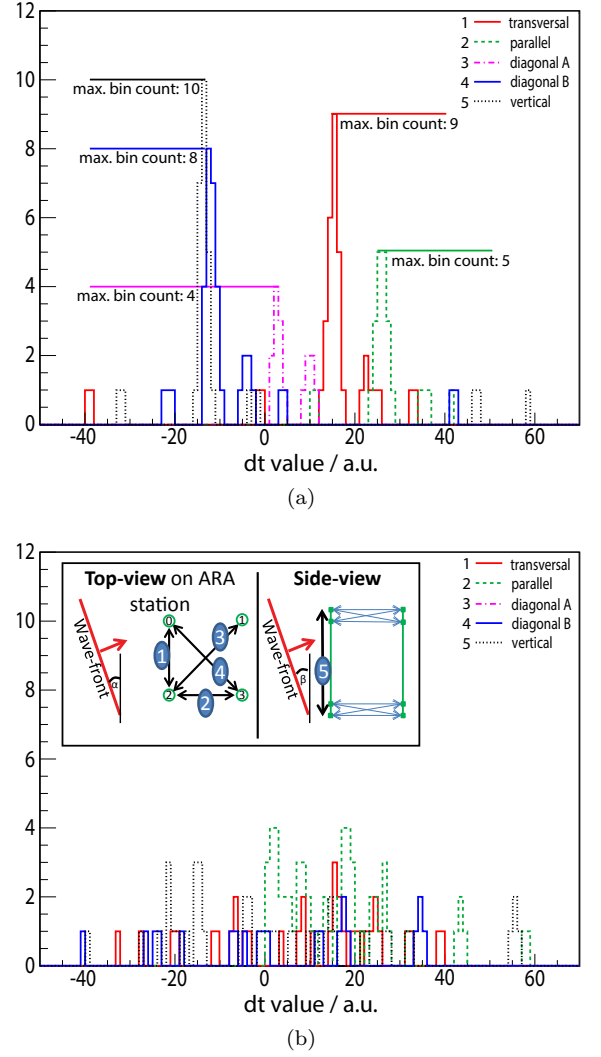 12
10
8
6
4
2
0
1 transversal
2 parallel
3 diagonal A
4 diagonal B
5 vertical
max. bin count: 10
max. bin count: 9
max. bin count: 8
max. bin count: 5
max. bin count: 4
-40 -20 0 20 40 60
dt value / a.u.
(a)
12
10
8
6
4
2
0
1 transversal
2 parallel
3 diagonal A
4 diagonal B
5 vertical
Top-view on ARA
station
Side-view
Wave-front
α
0 1
1 3
4
2 2 3
Wave-front
β
5
-40 -20 0 20 40 60
dt value / a.u.
(b)